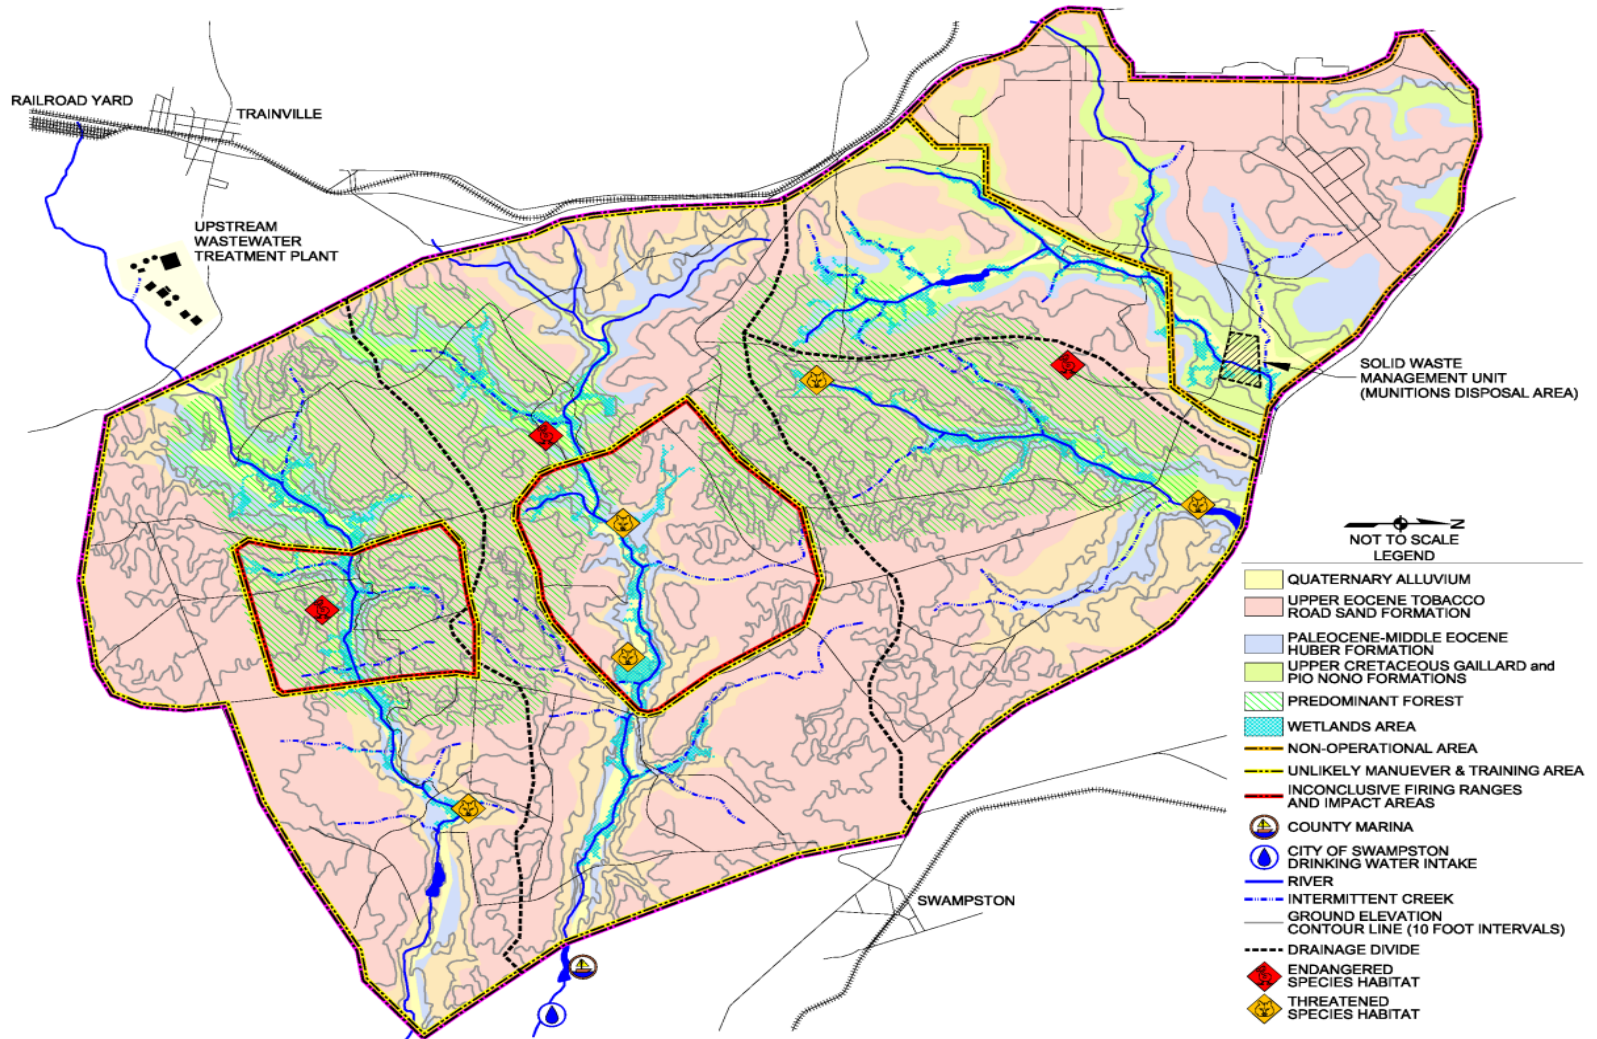 RAILROAD YARD
TRAINVILLE
UPSTREAM
WASTEWATER
TREATMENT PLANT
SOLID WASTE
MANAGEMENT UNIT
(MUNITIONS DISPOSAL AREA)
SWAMPSTON
N
NOT TO SCALE
LEGEND
QUATERNARY ALLUVIUM
UPPER EOCENE TOBACCO
ROAD SAND FORMATION
PALEOCENE-MIDDLE EOCENE
HUBER FORMATION
UPPER CRETACEOUS GAILLARD and
PIO NONO FORMATIONS
PREDOMINANT FOREST
WETLANDS AREA
NON-OPERATIONAL AREA
UNLIKELY MANUEVER & TRAINING AREA
INCONCLUSIVE FIRING RANGES
AND IMPACT AREAS
COUNTY MARINA
CITY OF SWAMPSTON
DRINKING WATER INTAKE
RIVER
INTERMITTENT CREEK
GROUND ELEVATION
CONTOUR LINE (10 FOOT INTERVALS)
DRAINAGE DIVIDE
ENDANGERED
SPECIES HABITAT
THREATENED
SPECIES HABITAT